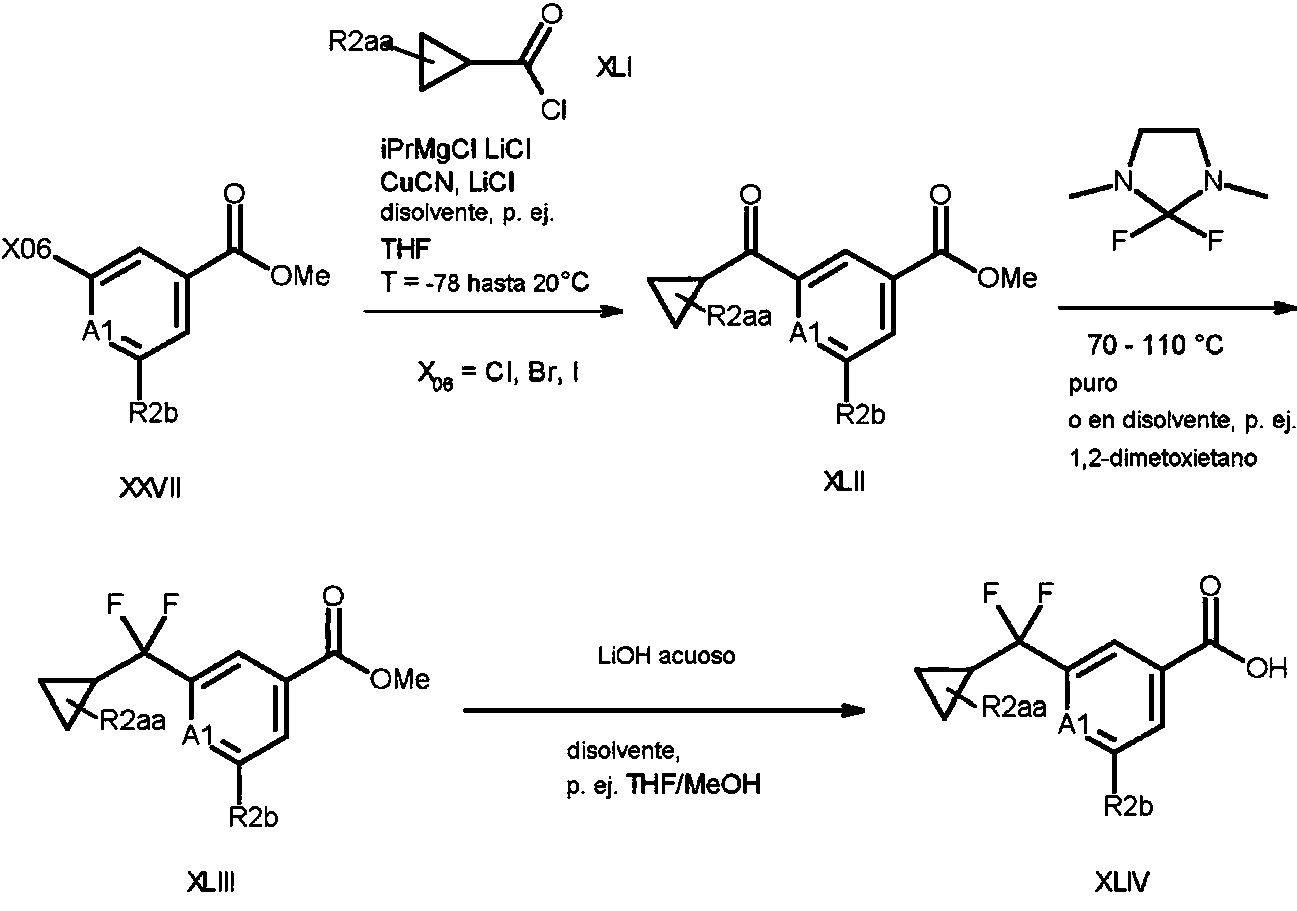 O
R2aa
XLI
Cl
iPrMgCl LiCl
CuCN, LiCl
disolvente, p. ej.
THF
T = -78 hasta 20°C
X06 = Cl, Br, I
X06
O
OMe
A1
R2b
XXVII
O
O
OMe
R2aa
A1
R2b
XLII
N
N
F
F
70 - 110 °C
puro
o en disolvente, p. ej.
1,2-dimetoxietano
F
F
O
OMe
R2aa
A1
R2b
XLIII
LiOH acuoso
disolvente,
p. ej. THF/MeOH
F
F
O
OH
R2aa
A1
R2b
XLIV